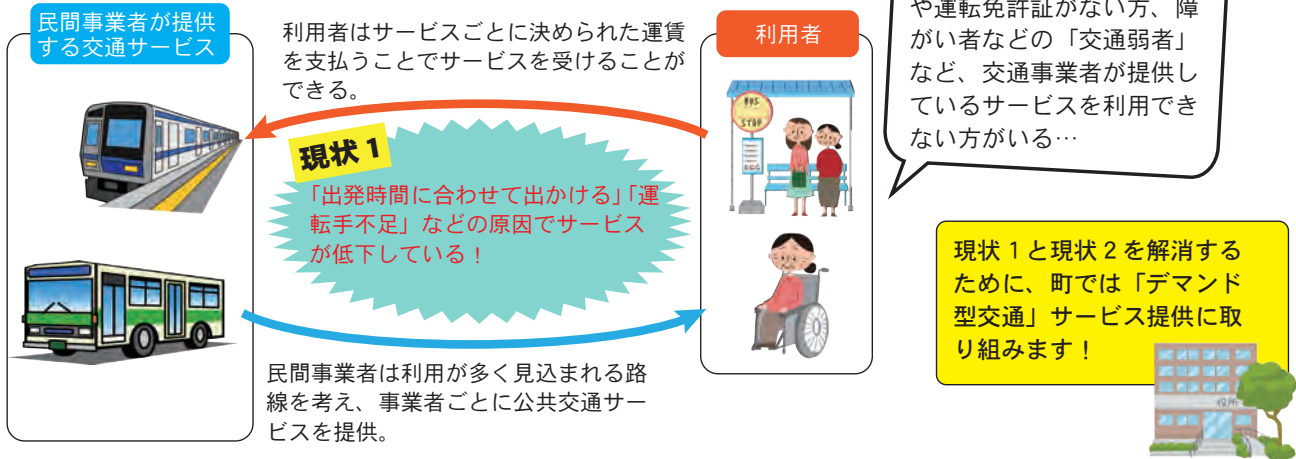 民間事業者が提供
する交通サービス
利用者はサービスごとに決められた運賃
を支払うことでサービスを受けることが
できる。
利用者
BUS
STOP
現状 1
「出発時間に合わせて出かける」「運
転手不足」などの原因でサービス
が低下している!
民間事業者は利用が多く見込まれる路
線を考え、事業者ごとに公共交通サー
ビスを提供。
や運転免許証がない方、障
がい者などの「交通弱者」
など、交通事業者が提供し
ているサービスを利用でき
ない方がいる…
現状 1 と現状 2 を解消する
ために、町では「デマンド
型交通」サービス提供に取
り組みます!
役所